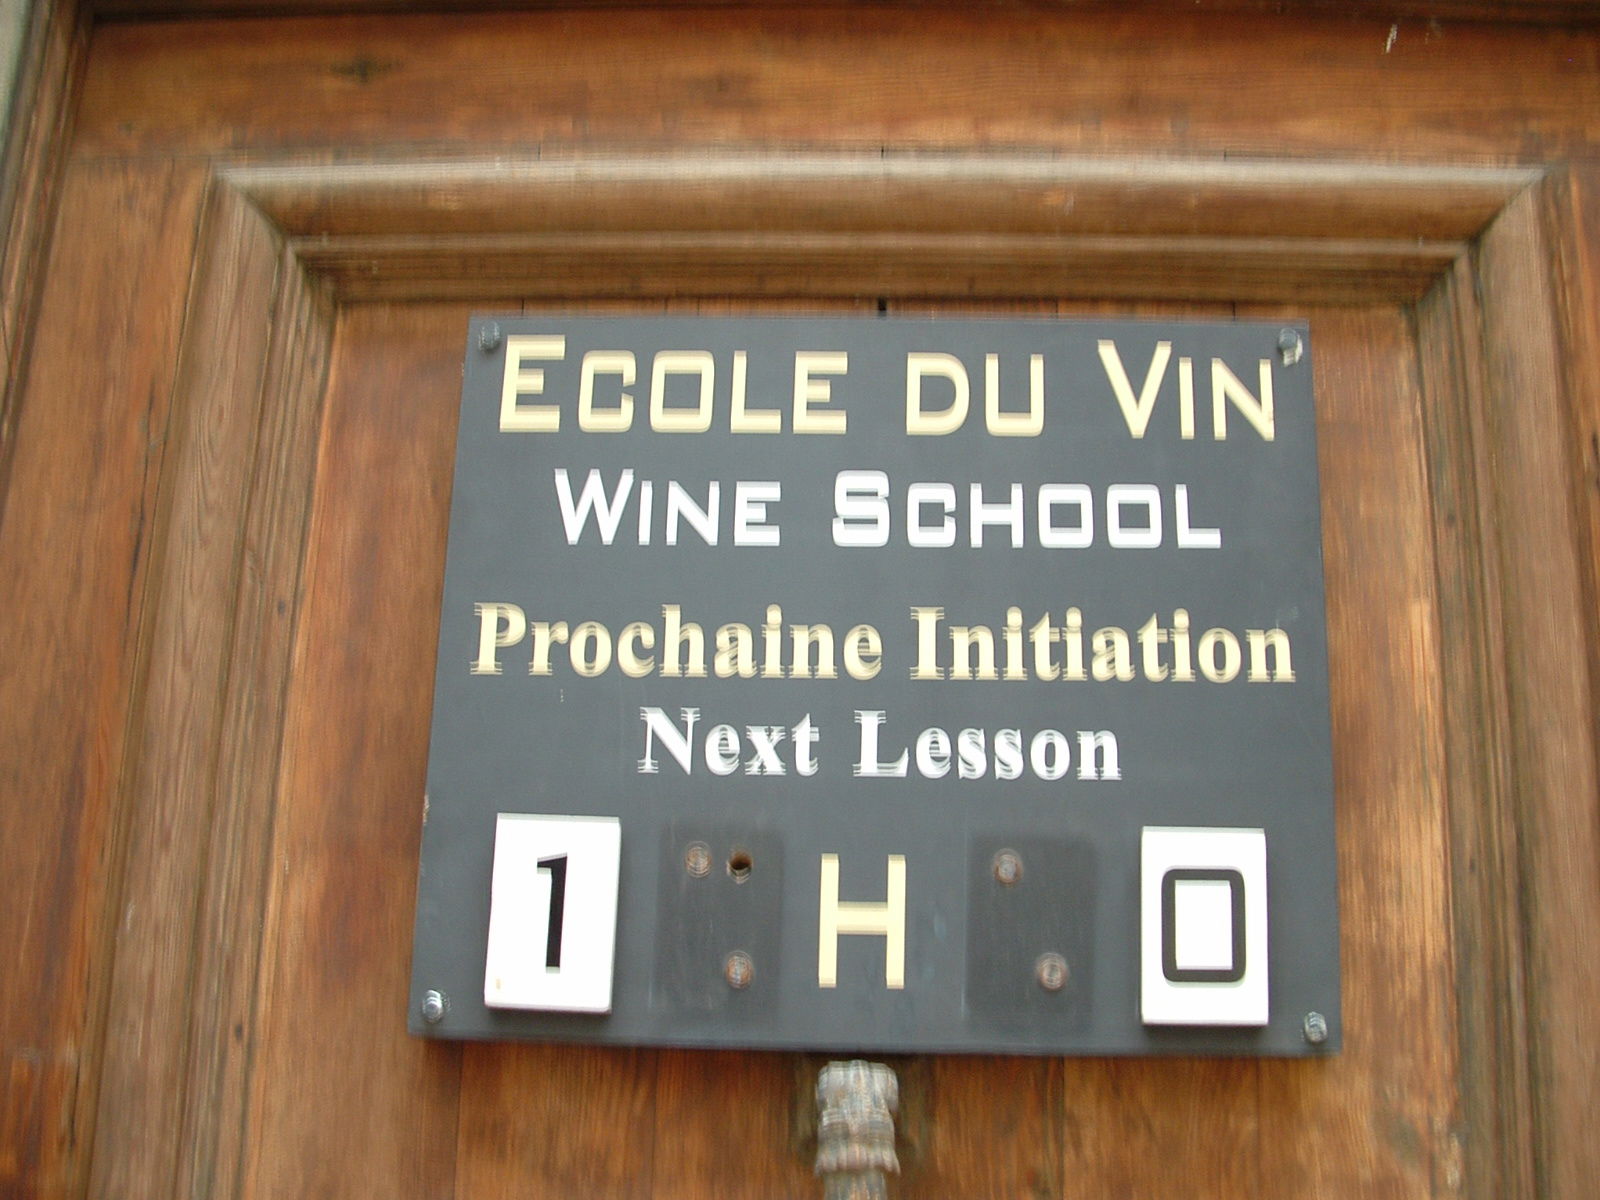 ECOLE DU VIN
WINE SCHOOL
Prochaine Initiation
Next Lesson
1 H 0